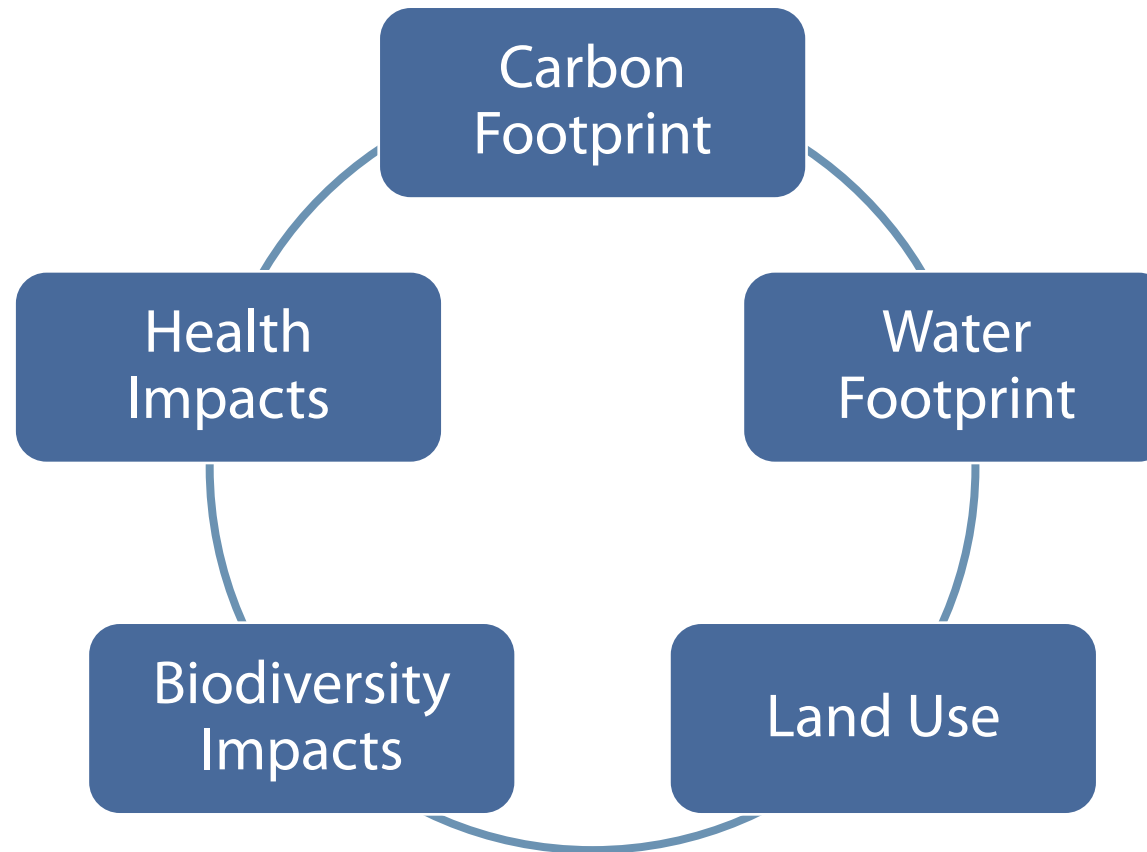 Carbon
Footprint
Health
Impacts
Water
Footprint
Biodiversity
Impacts
Land Use